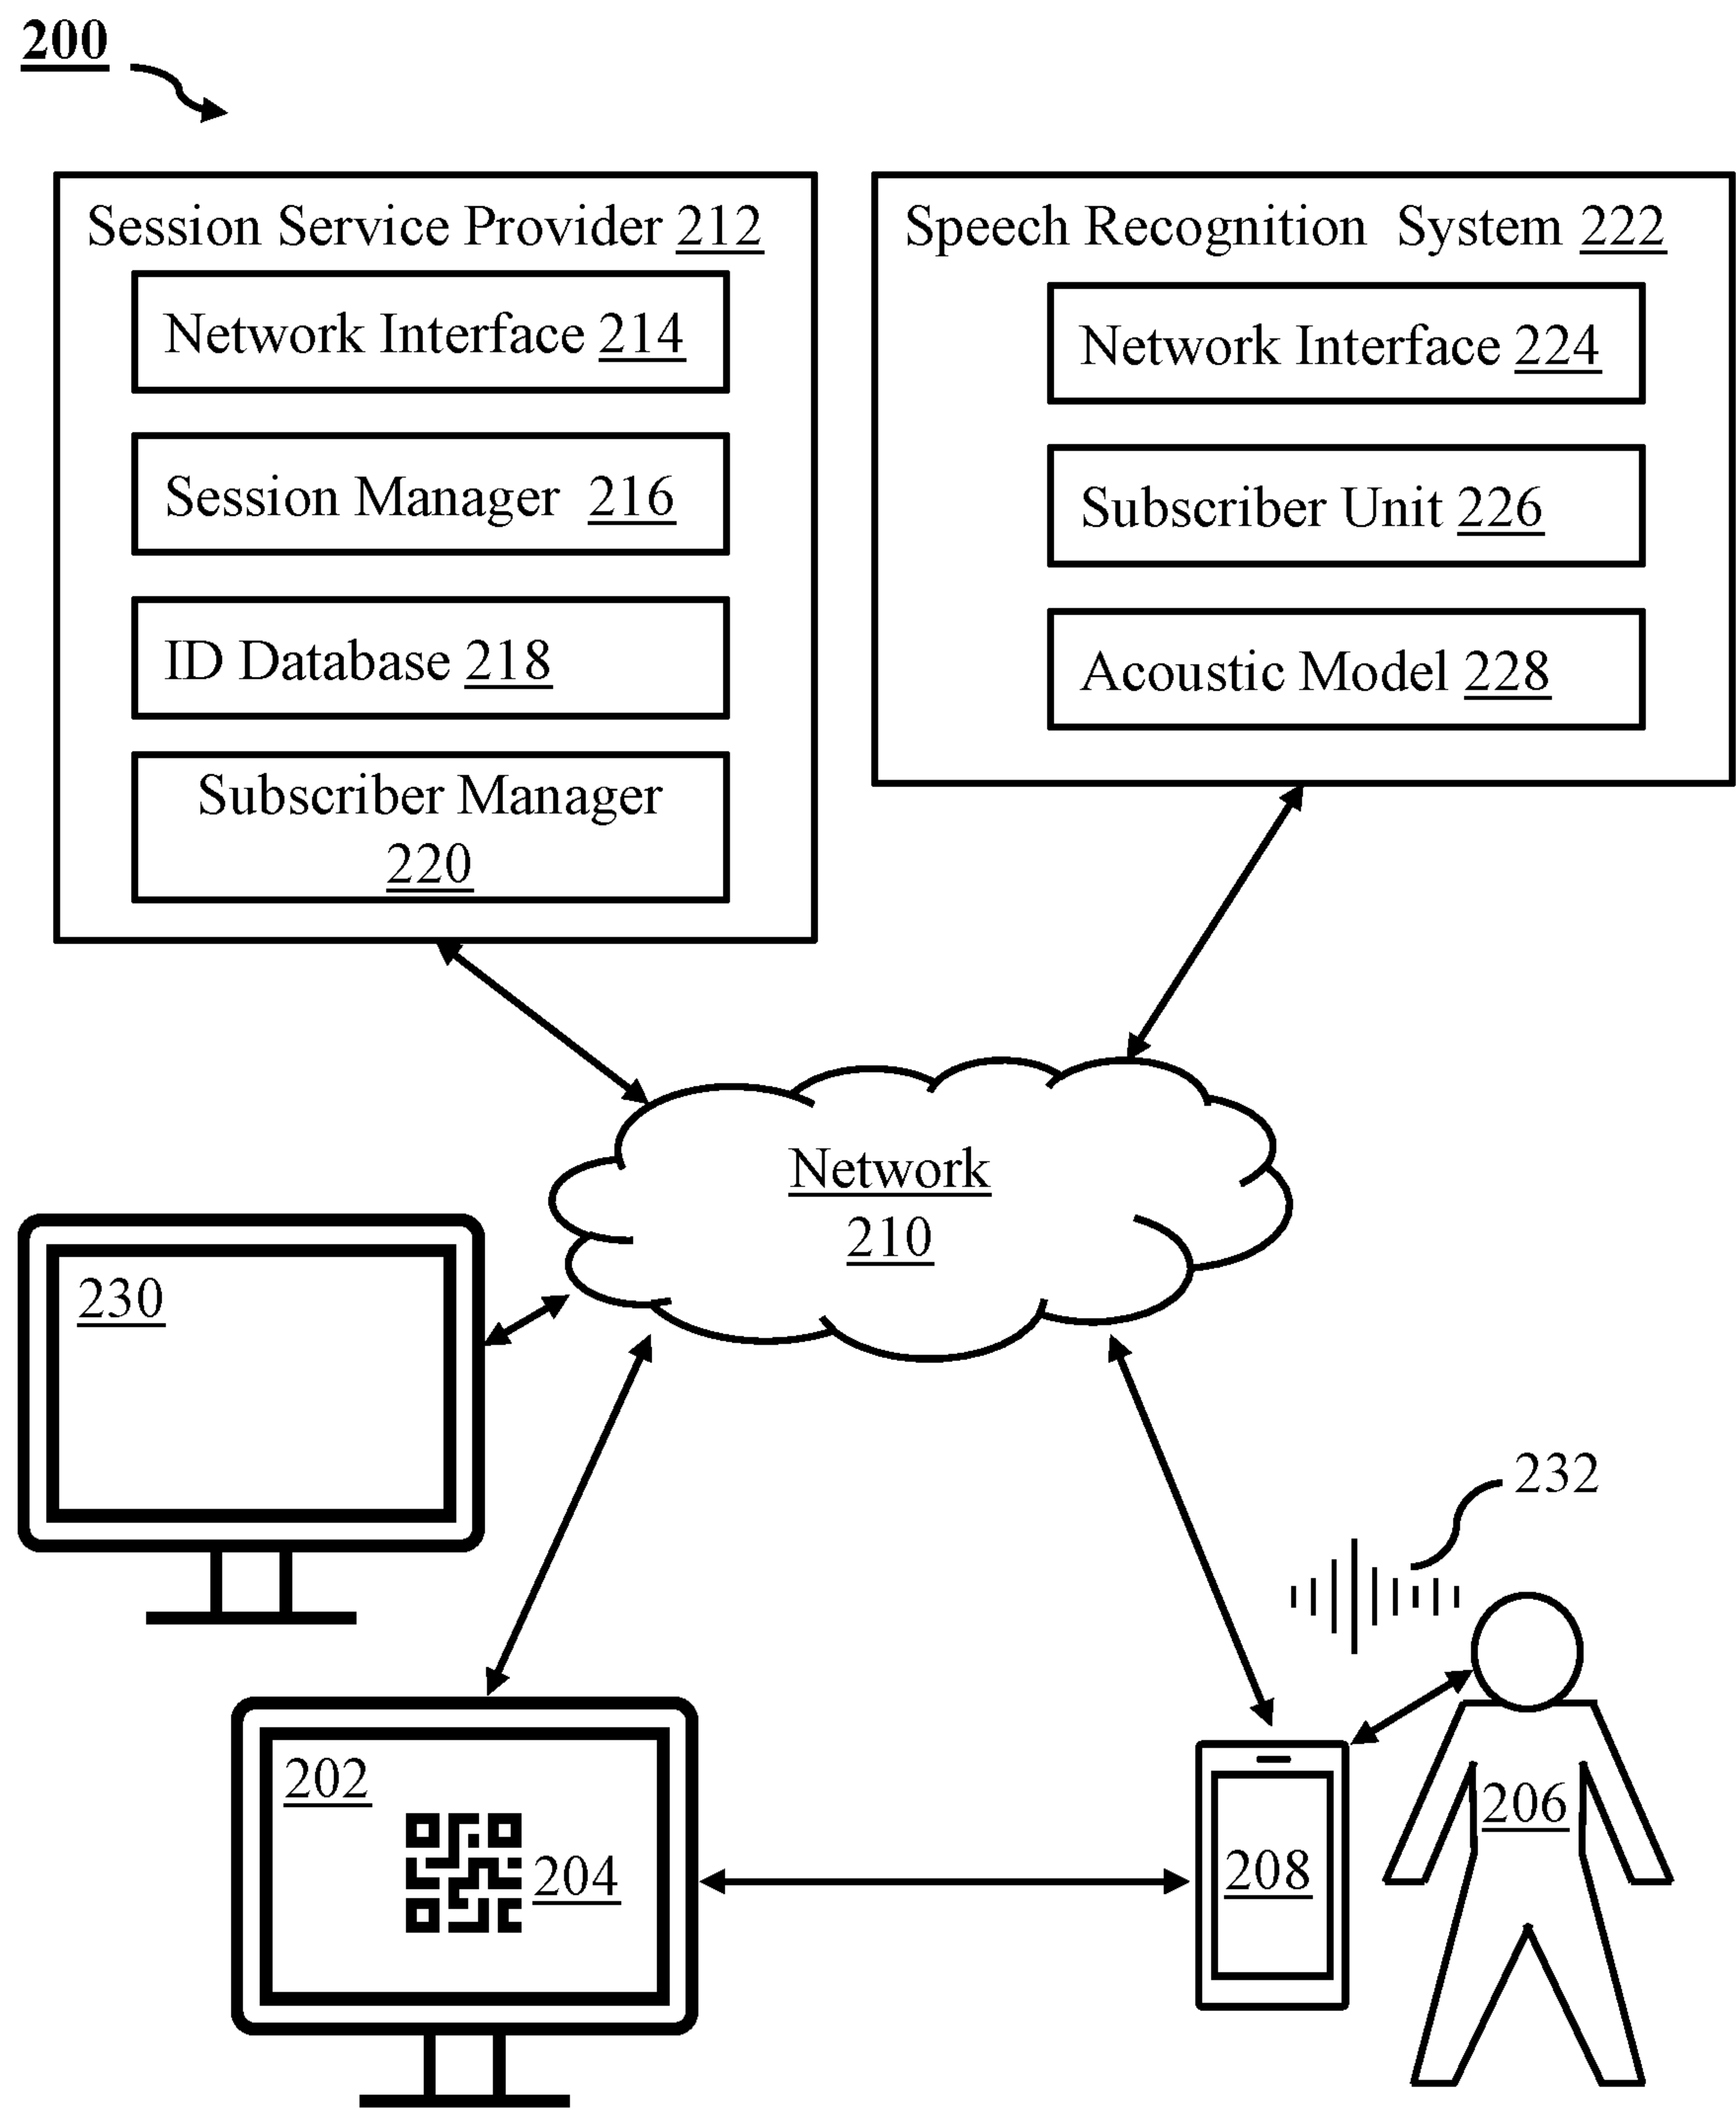 200
Session Service Provider 212
Network Interface 214
Session Manager 216
ID Database 218
Subscriber Manager
220
Speech Recognition System 222
Network Interface 224
Subscriber Unit 226
Acoustic Model 228
Network
210
230
232
202
204
208
206